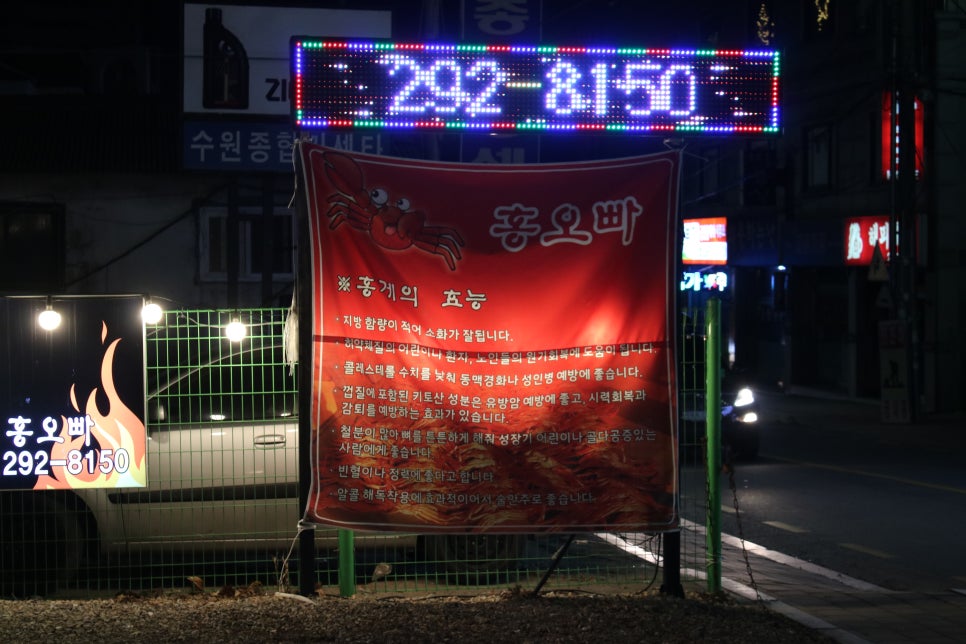 292-8150
수원종합
홍오빠
※홍게의 효능
· 지방 함량이 적어 소화가 잘됩니다.
· 허약체질의 어린이나 환자, 노인들의 원기회복에 도움이 됩니다.
· 콜레스테롤 수치를 낮춰 동맥경화나 성인병 예방에 좋습니다.
· 껍질에 포함된 키토산 성분은 유방암 예방에 좋고, 시력회복과
감퇴를 예방하는 효과가 있습니다.
· 철분이 많아 뼈를 튼튼하게 해줘 성장기 어린이나 골다공증있는
사람에게 좋습니다.
· 빈혈이나 정력에 좋다고 합니다
· 알콜 해독작용에 효과적이어서 술안주로 좋습니다.
홍오빠
292-8150